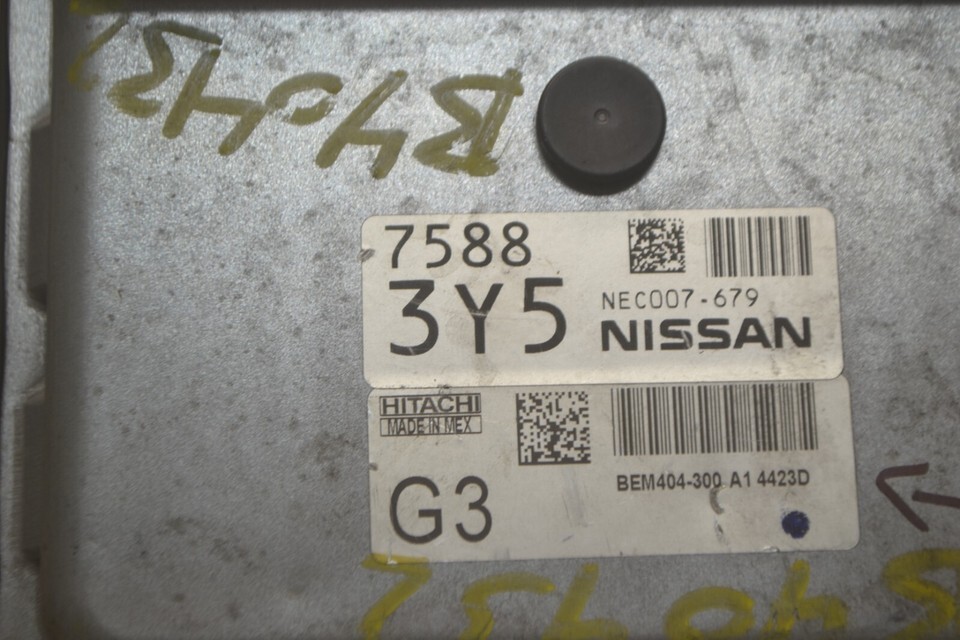 7588
3Y5
NEC007-679
NISSAN
HITACHI
MADE IN MEX
G3
BEM404-300 A1 4423D